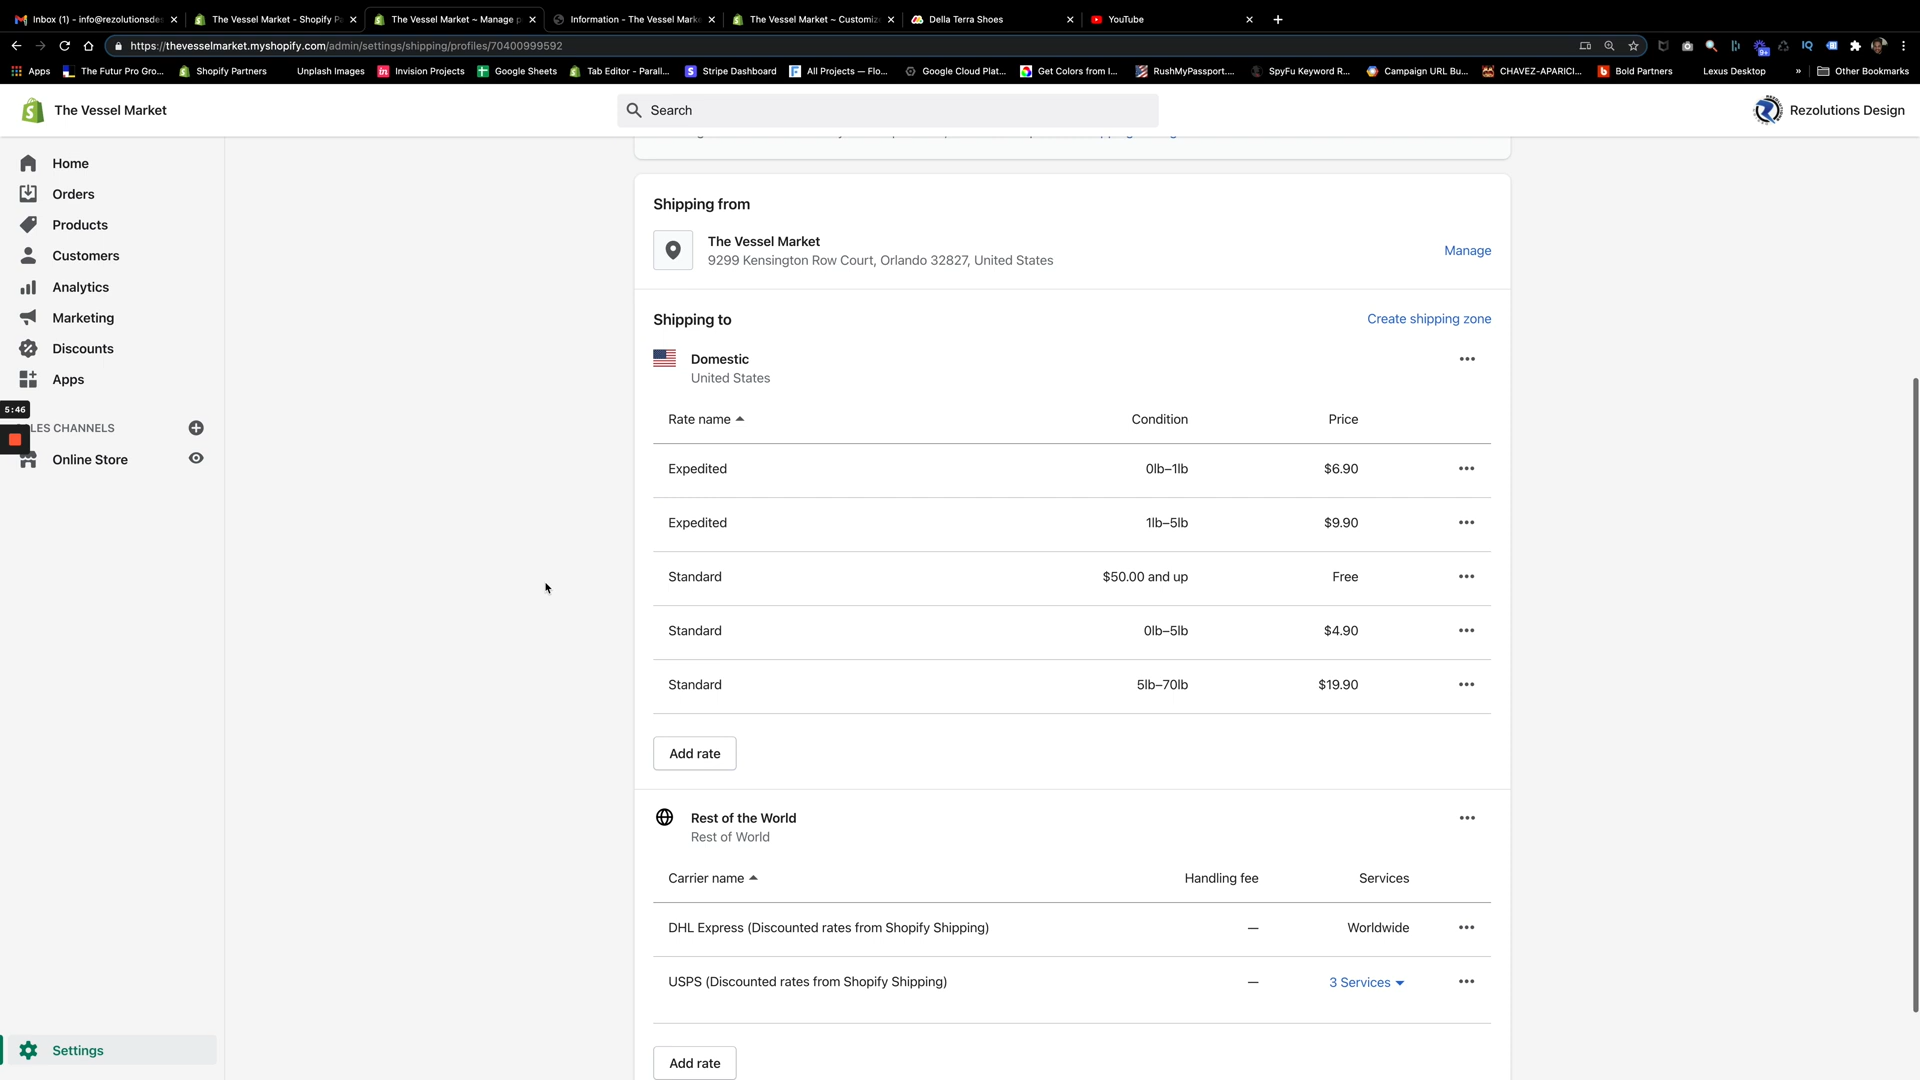 Inbox (1) - info@rezolutionsdes
The Vessel Market - Shopify P
The Vessel Market ~ Manage p
Information - The Vessel Mark
The Vessel Market ~ Customiz
Della Terra Shoes
YouTube
https://thevesselmarket.myshopify.com/admin/settings/shipping/profiles/70400999592
Apps
The Futur Pro Gro...
Shopify Partners
Unplash Images
Invision Projects
Google Sheets
Tab Editor - Parall...
Stripe Dashboard
All Projects — Flo...
Google Cloud Plat...
Get Colors from I...
RushMyPassport....
SpyFu Keyword R...
Campaign URL Bu...
CHAVEZ-APARICI...
Bold Partners
Lexus Desktop
»
Other Bookmarks
The Vessel Market
Search
Rezolutions Design
Home
Orders
Products
Customers
Analytics
Marketing
Discounts
Apps
5:46
LES CHANNELS
Online Store
Settings
Shipping from
The Vessel Market
9299 Kensington Row Court, Orlando 32827, United States
Manage
Shipping to
Create shipping zone
Domestic
United States
Rate name Condition Price
Expedited 0lb–1lb $6.90
Expedited 1lb–5lb $9.90
Standard $50.00 and up Free
Standard 0lb–5lb $4.90
Standard 5lb–70lb $19.90
Add rate
Rest of the World
Rest of World
Carrier name Handling fee Services
DHL Express (Discounted rates from Shopify Shipping) — Worldwide
USPS (Discounted rates from Shopify Shipping) — 3 Services
Add rate